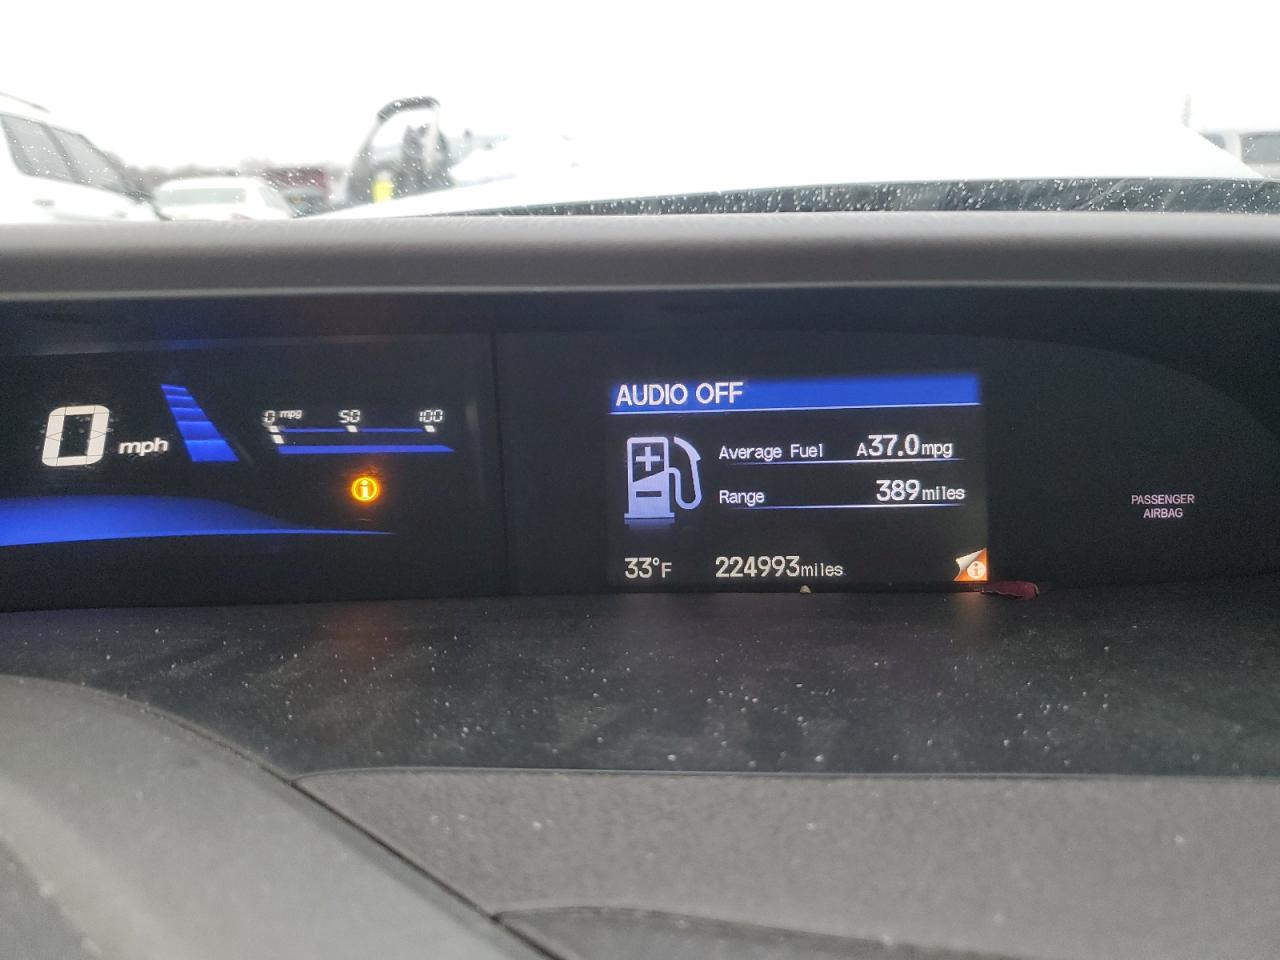 0 mph
0 mpg 50 100
AUDIO OFF
Average Fuel A37.0mpg
Range 389miles
33°F 224993miles
PASSENGER
AIRBAG